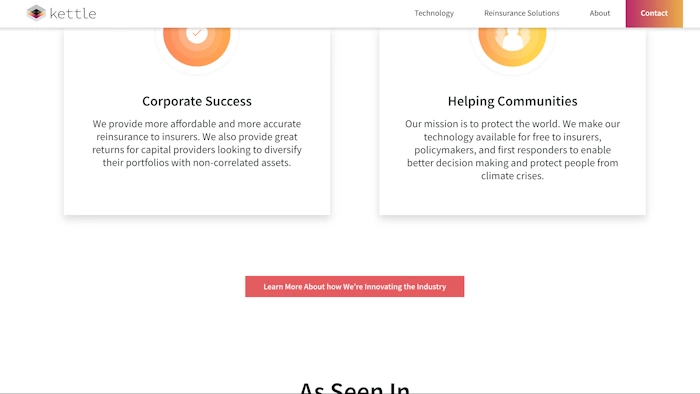 kettle
Technology
Reinsurance Solutions
About
Contact
Corporate Success
We provide more affordable and more accurate
reinsurance to insurers. We also provide great
returns for capital providers looking to diversify
their portfolios with non-correlated assets.
Helping Communities
Our mission is to protect the world. We make our
technology available for free to insurers,
policymakers, and first responders to enable
better decision making and protect people from
climate crises.
Learn More About how We're Innovating the Industry
As Seen In